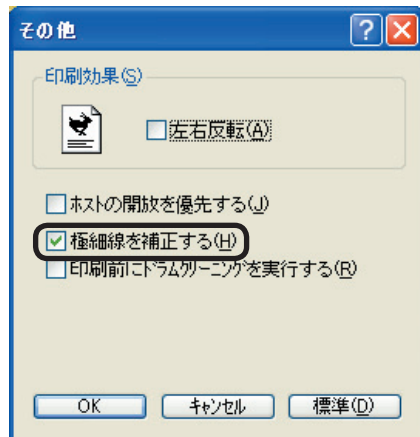 その他
印刷効果(S)
左右反転(A)
ホストの開放を優先する(J)
極細線を補正する(H)
印刷前にドラムクリーニングを実行する(R)
OK キャンセル 標準(D)